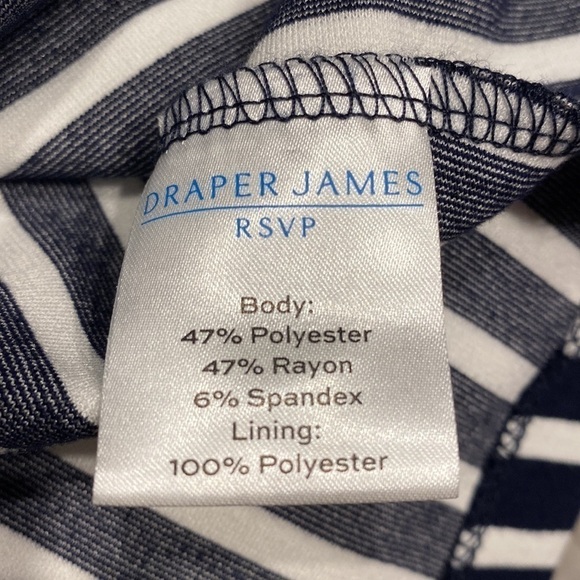 DRAPER JAMES
RSVP
Body:
47% Polyester
47% Rayon
6% Spandex
Lining:
100% Polyester